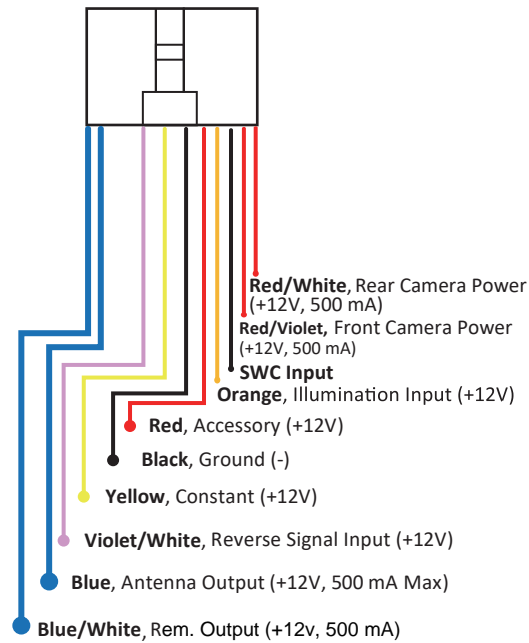 Red/White, Rear Camera Power
(+12V, 500 mA)
Red/Violet, Front Camera Power
(+12V, 500 mA)
SWC Input
Orange, Illumination Input (+12V)
Red, Accessory (+12V)
Black, Ground (-)
Yellow, Constant (+12V)
Violet/White, Reverse Signal Input (+12V)
Blue, Antenna Output (+12V, 500 mA Max)
Blue/White, Rem. Output (+12v, 500 mA)